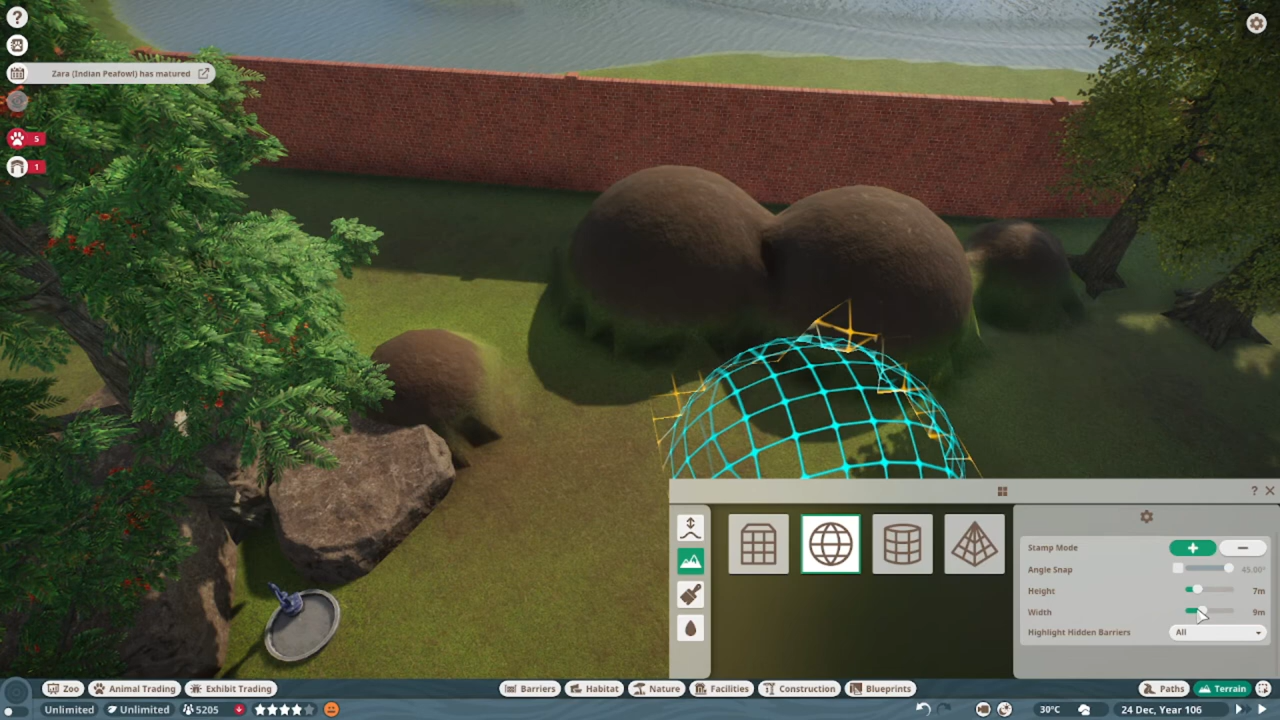 ?
Zara (Indian Peafowl) has matured
5
1
? ×
Stamp Mode + −
Angle Snap 45.00°
Height 7m
Width 9m
Highlight Hidden Barriers All
Zoo Animal Trading Exhibit Trading Barriers Habitat Nature Facilities Construction Blueprints Paths Terrain
Unlimited Unlimited 5205 30°C 24 Dec, Year 106